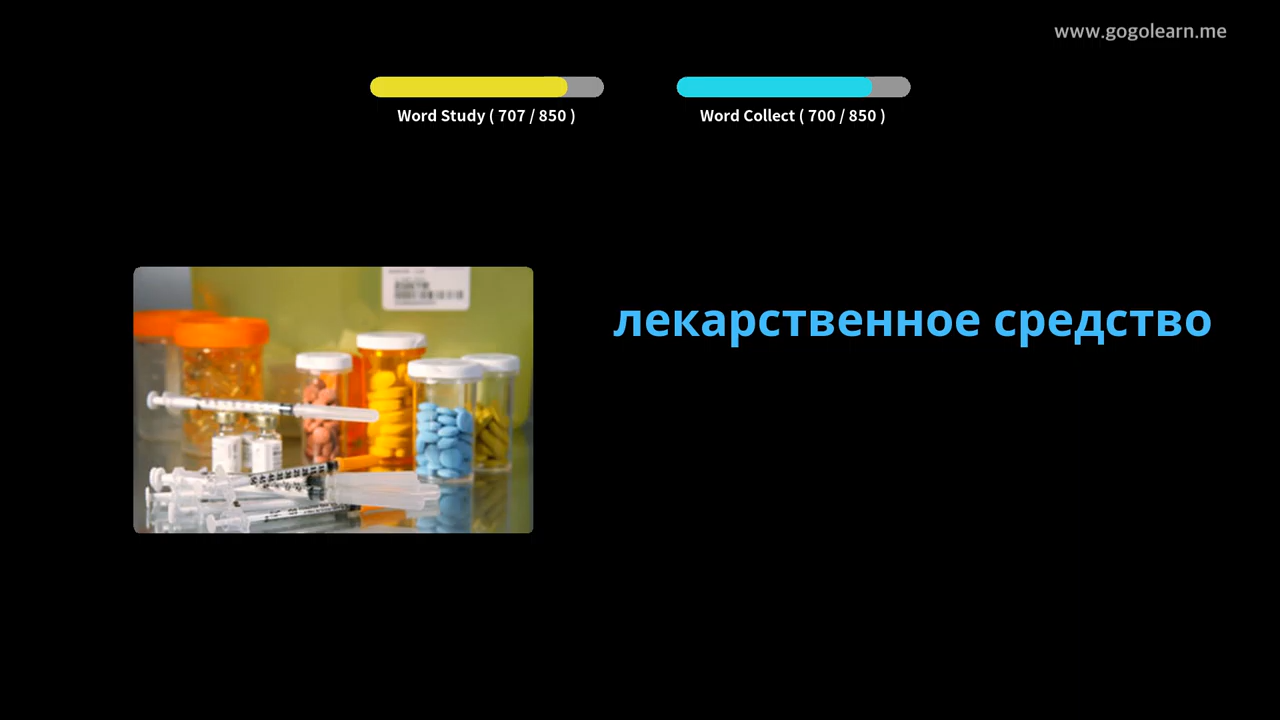 www.gogolearn.me
Word Study ( 707 / 850 )
Word Collect ( 700 / 850 )
лекарственное средство